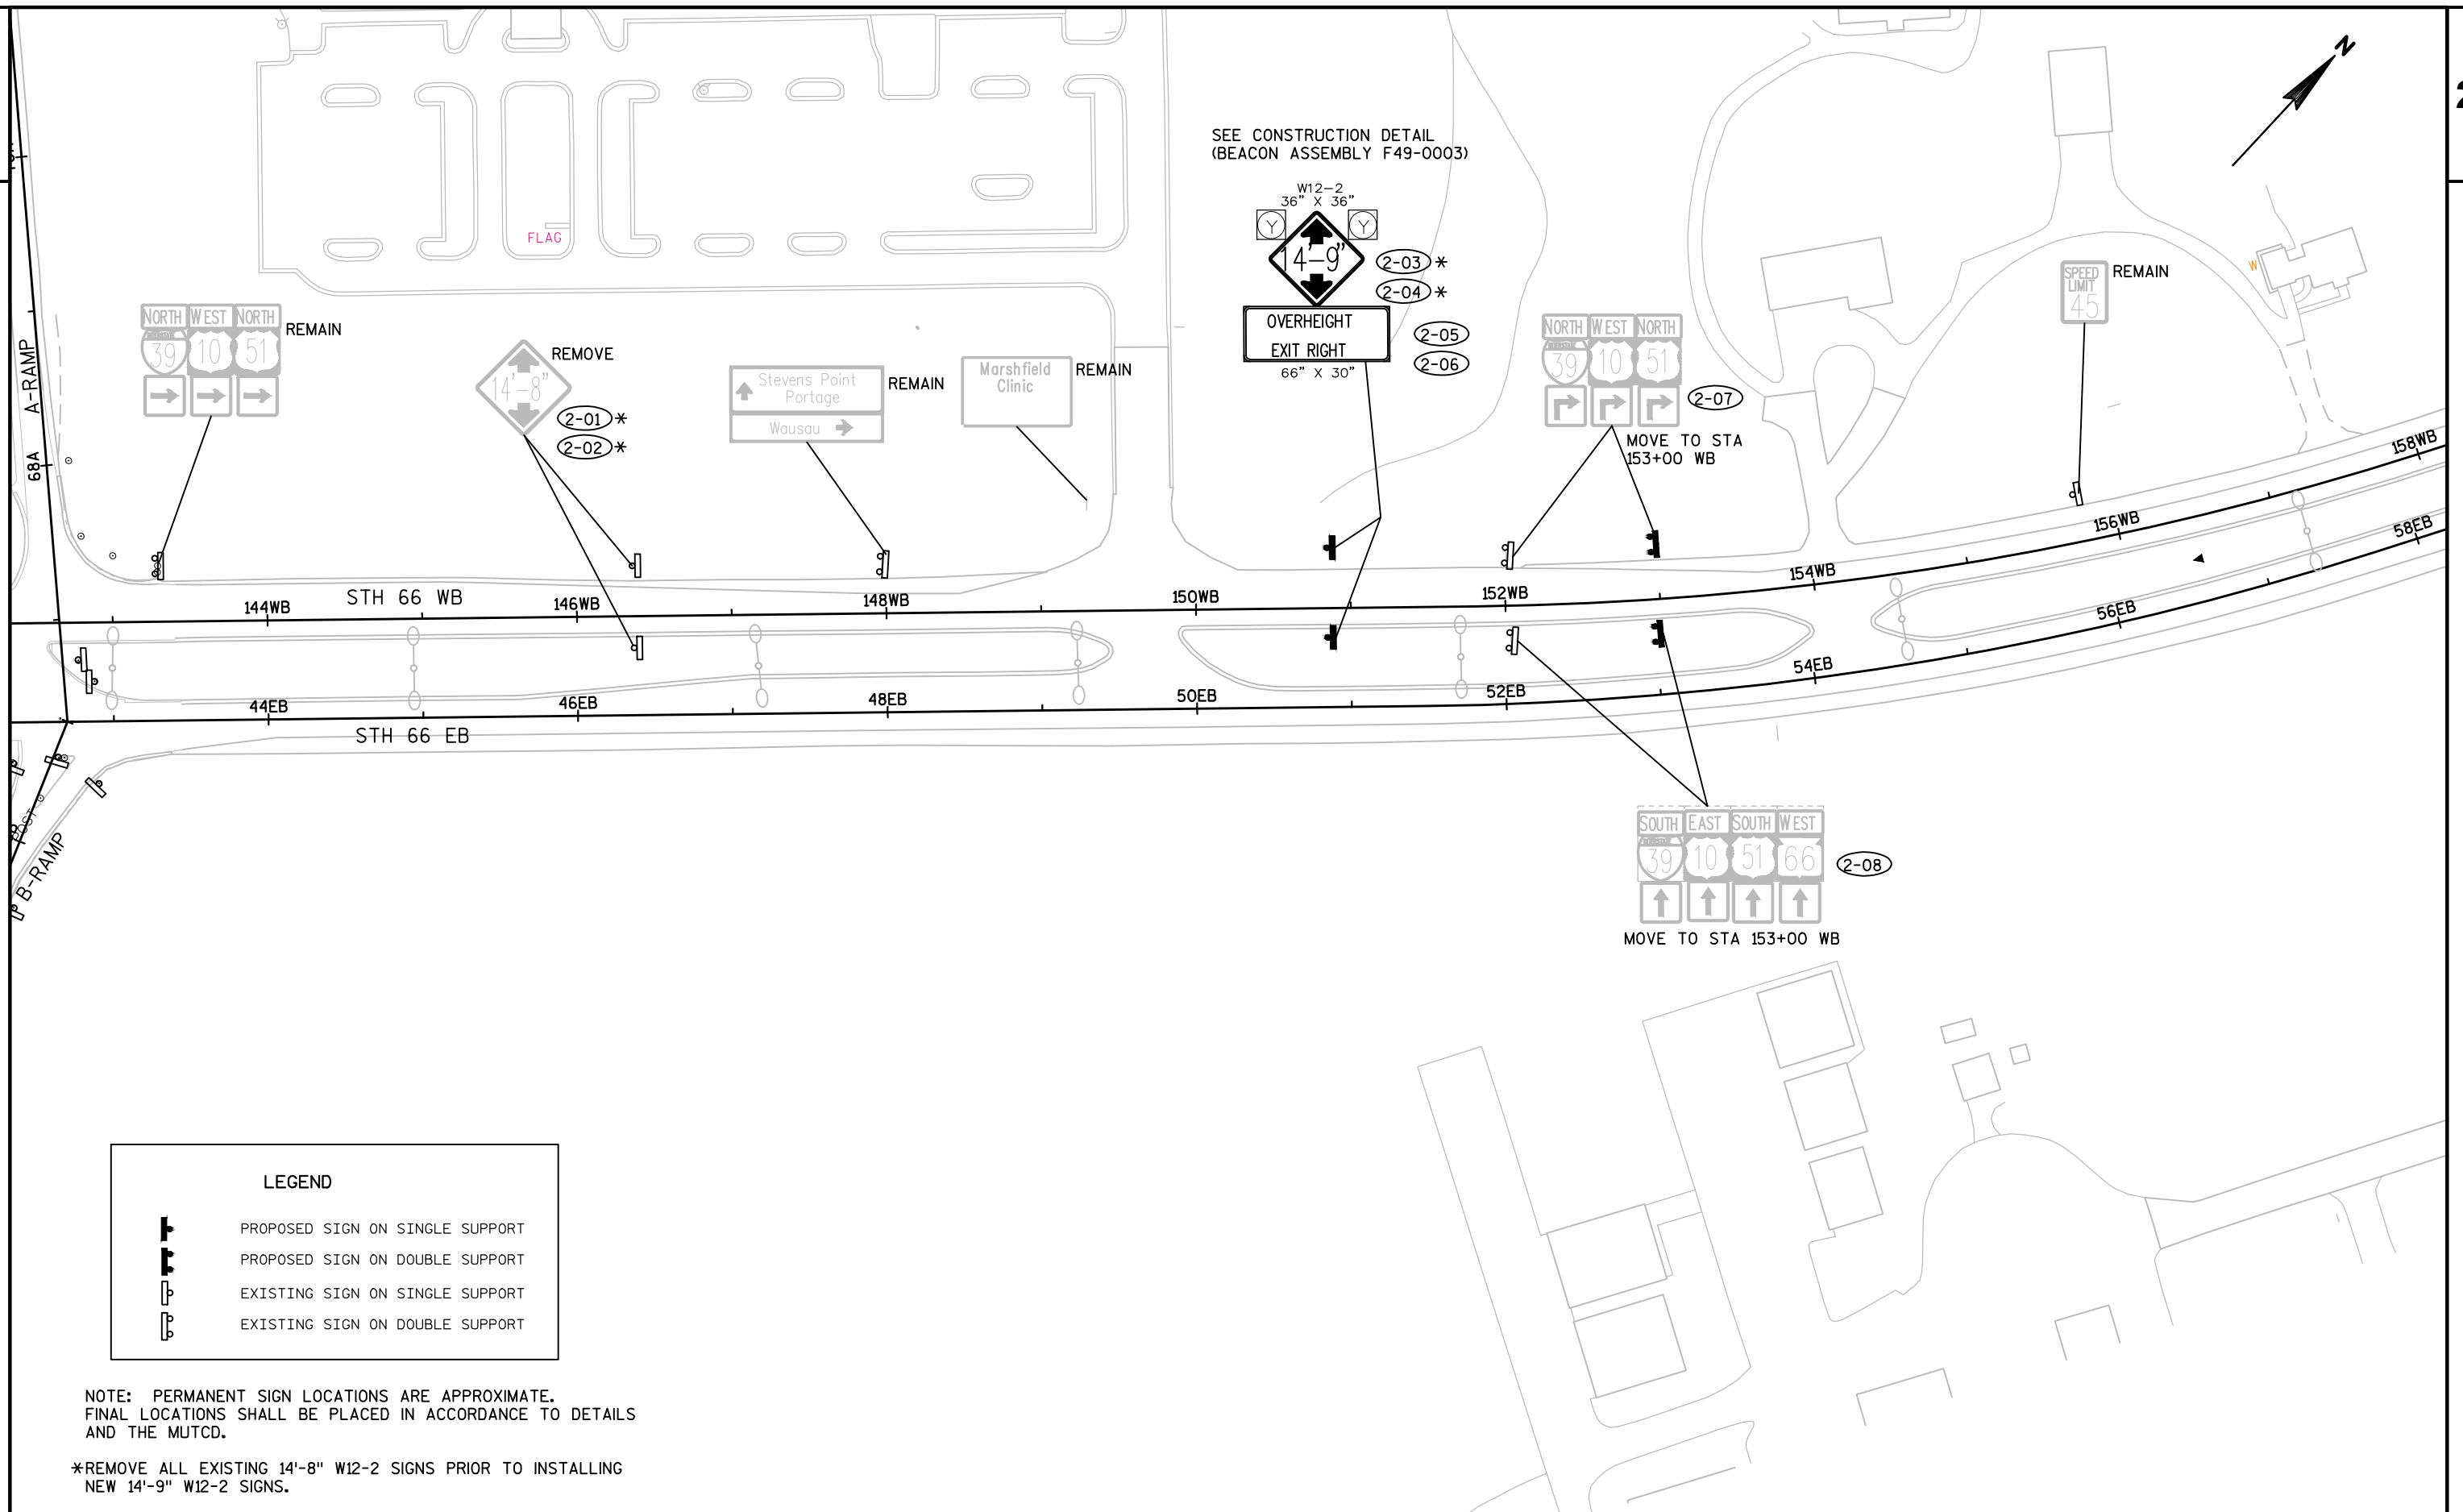 N
SEE CONSTRUCTION DETAIL
(BEACON ASSEMBLY F49-0003)
W12-2
36" X 36"
Y Y
14'-9"
2-03 *
2-04 *
OVERHEIGHT
EXIT RIGHT
66" X 30"
2-05
2-06
FLAG
A-RAMP
68A
NORTH WEST NORTH
39 10 51
REMAIN
14'-8"
REMOVE
2-01 *
2-02 *
Stevens Point
Portage
Wausau
REMAIN
Marshfield
Clinic
REMAIN
NORTH WEST NORTH
39 10 51
2-07
MOVE TO STA
153+00 WB
SPEED
LIMIT
45
REMAIN
W
STH 66 WB
144WB
146WB
148WB
150WB
152WB
154WB
156WB
158WB
44EB
46EB
48EB
50EB
52EB
54EB
56EB
58EB
STH 66 EB
POST
B-RAMP
SOUTH EAST SOUTH WEST
39 10 51 66
2-08
MOVE TO STA 153+00 WB
LEGEND
PROPOSED SIGN ON SINGLE SUPPORT
PROPOSED SIGN ON DOUBLE SUPPORT
EXISTING SIGN ON SINGLE SUPPORT
EXISTING SIGN ON DOUBLE SUPPORT
NOTE: PERMANENT SIGN LOCATIONS ARE APPROXIMATE.
FINAL LOCATIONS SHALL BE PLACED IN ACCORDANCE TO DETAILS
AND THE MUTCD.
*REMOVE ALL EXISTING 14'-8" W12-2 SIGNS PRIOR TO INSTALLING
NEW 14'-9" W12-2 SIGNS.